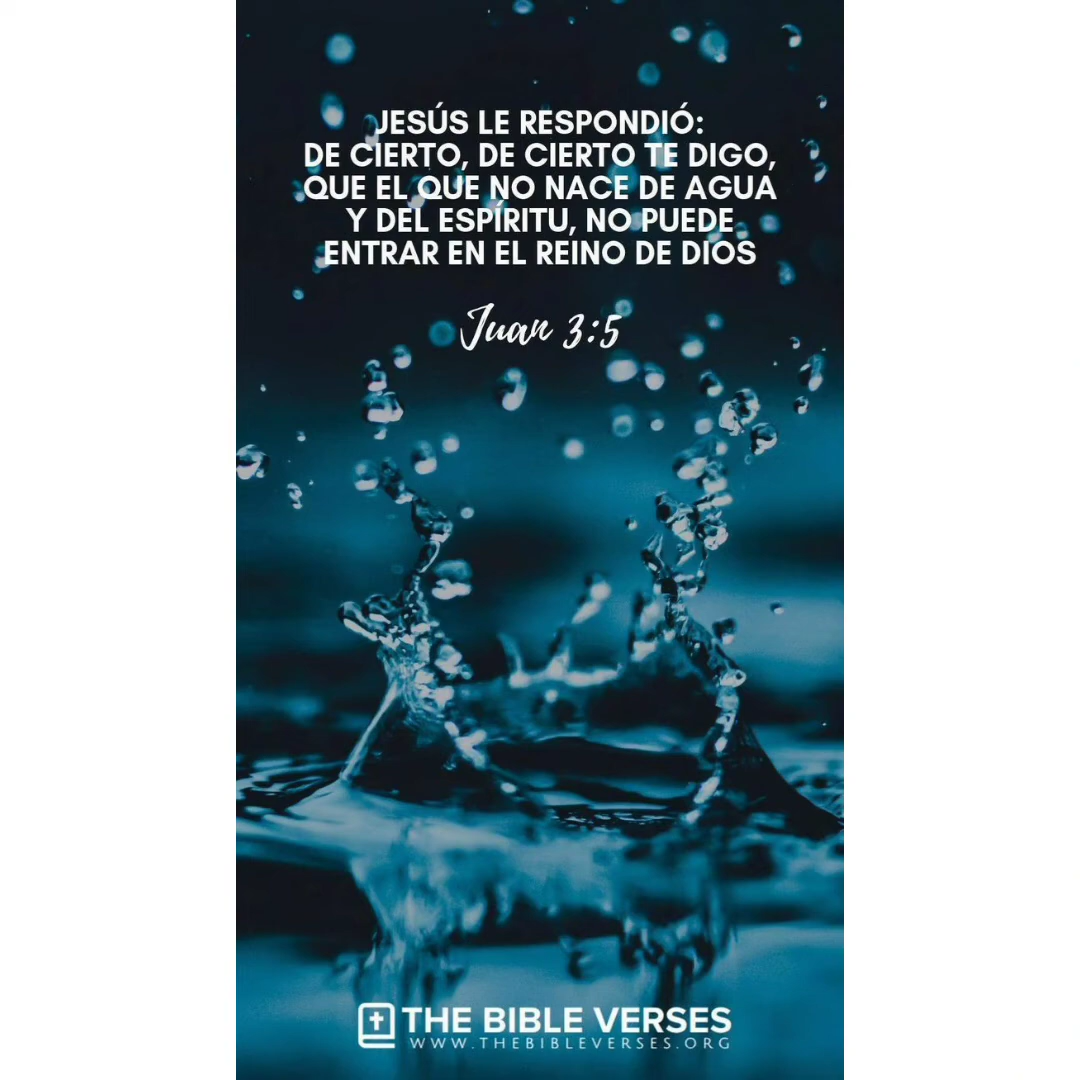 JESÚS LE RESPONDIÓ:
DE CIERTO, DE CIERTO TE DIGO,
QUE EL QUE NO NACE DE AGUA
Y DEL ESPÍRITU, NO PUEDE
ENTRAR EN EL REINO DE DIOS
Juan 3:5
THE BIBLE VERSES
WWW.THEBIBLEVERSES.ORG